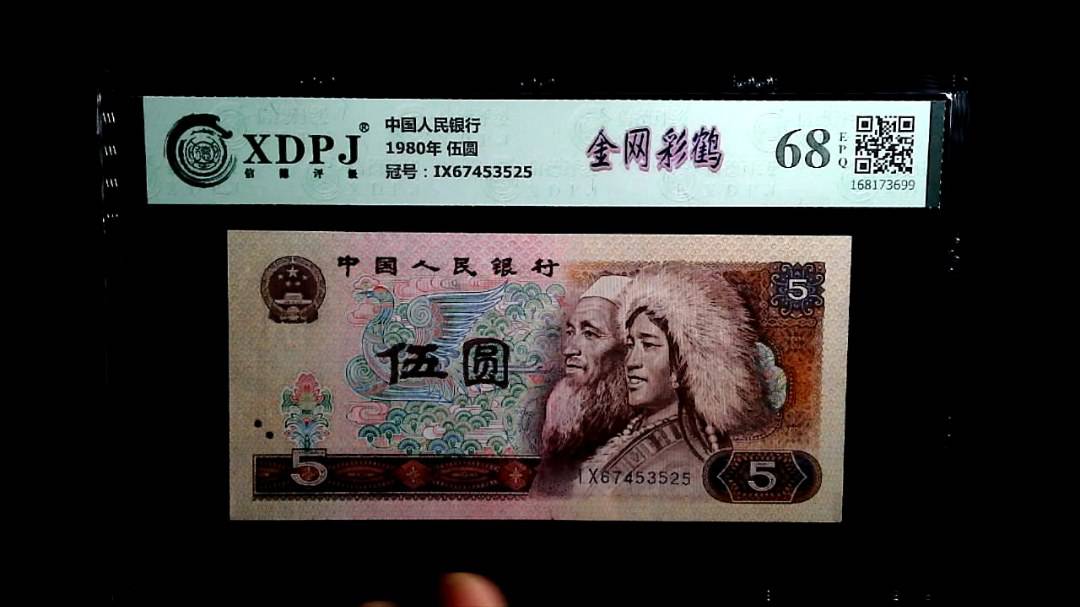 XDPJ®
信德评级
中国人民银行
1980年 伍圆
冠号：IX67453525
金网彩鹤
68
EPQ
168173699
中国人民银行
5
伍圆
5
IX67453525
5